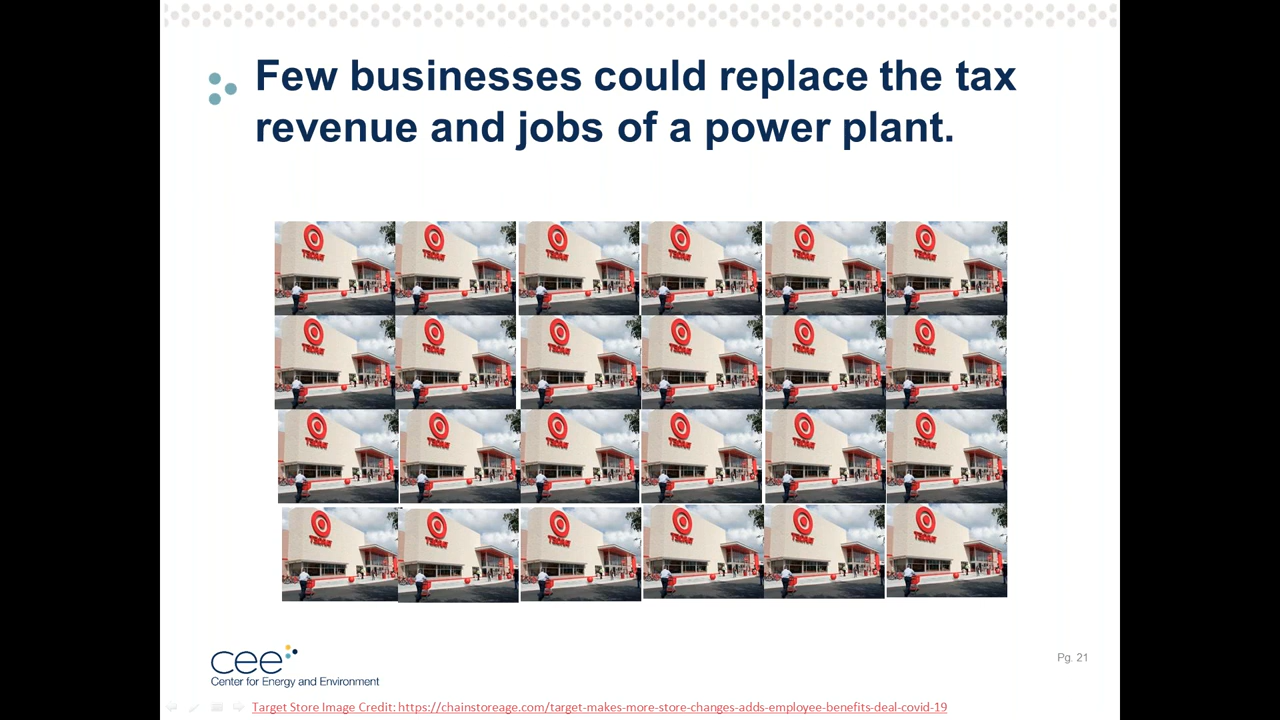 Few businesses could replace the tax
revenue and jobs of a power plant.
cee
Center for Energy and Environment
Pg. 21
Target Store Image Credit: https://chainstoreage.com/target-makes-more-store-changes-adds-employee-benefits-deal-covid-19